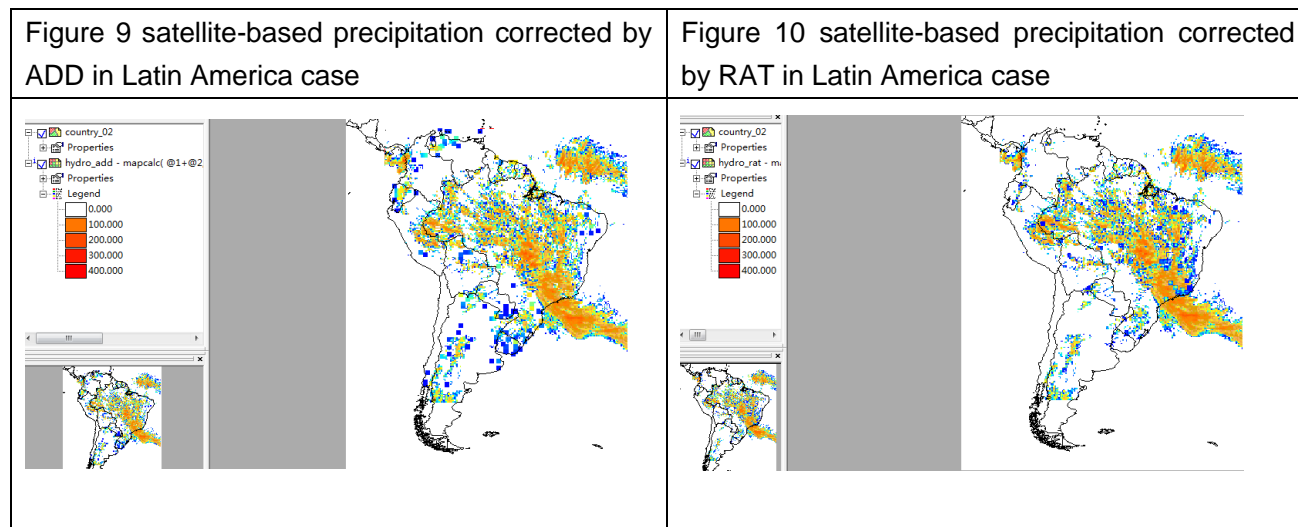 Figure 9 satellite-based precipitation corrected by
ADD in Latin America case
Figure 10 satellite-based precipitation corrected
by RAT in Latin America case
country_02
Properties
hydro_add - mapcalc( @1+@2
Properties
Legend
0.000
100.000
200.000
300.000
400.000
country_02
Properties
hydro_rat - ma
Properties
Legend
0.000
100.000
200.000
300.000
400.000